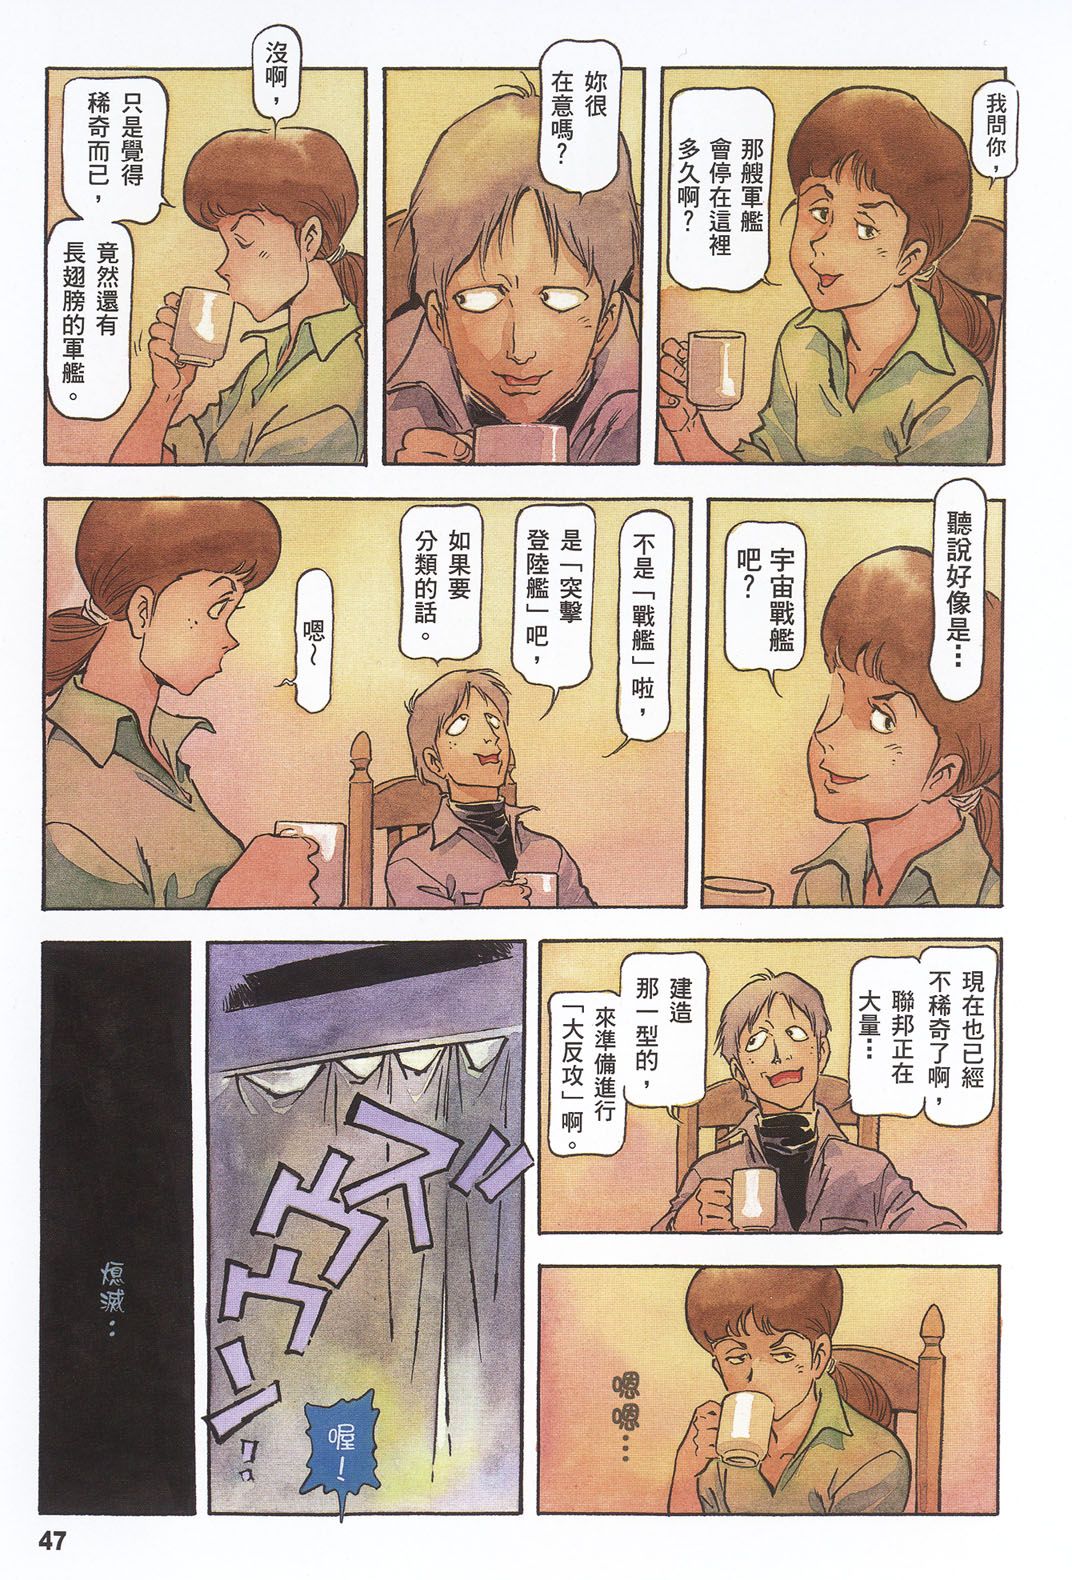 我問你，
那艘軍艦
會停在這裡
多久啊？
妳很
在意嗎？
沒啊，
只是覺得
稀奇而已，
竟然還有
長翅膀的軍艦。
聽說好像是…
宇宙戰艦
吧？
不是「戰艦」啦，
是「突擊
登陸艦」吧，
如果要
分類的話。
嗯～
現在也已經
不稀奇了啊，
聯邦正在
大量…
建造
那一型的，
來準備進行
「大反攻」啊。
嗯嗯…
ズウウウン…
喔！
熄滅…
47